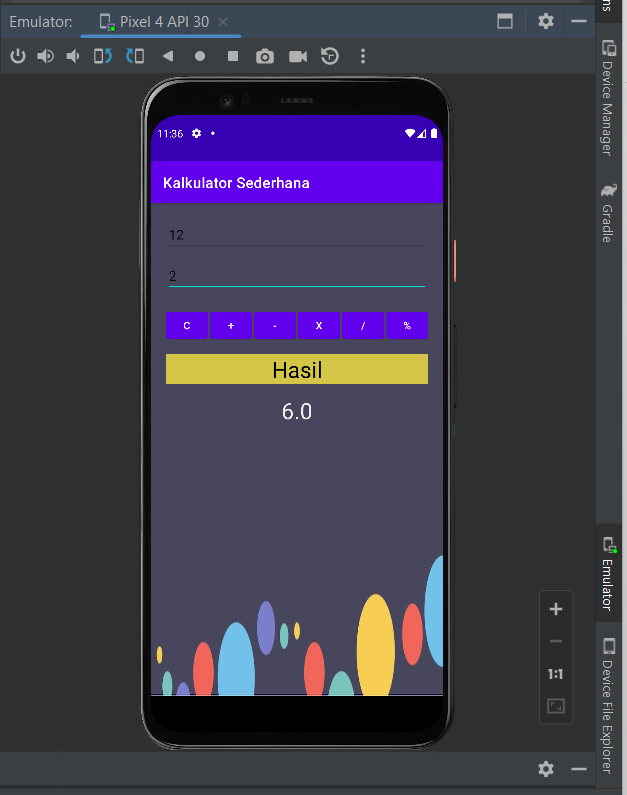 Emulator: Pixel 4 API 30
ns
Device Manager
Gradle
11:36
Kalkulator Sederhana
12
2
C + - X / %
Hasil
6.0
1:1
Emulator
Device File Explorer